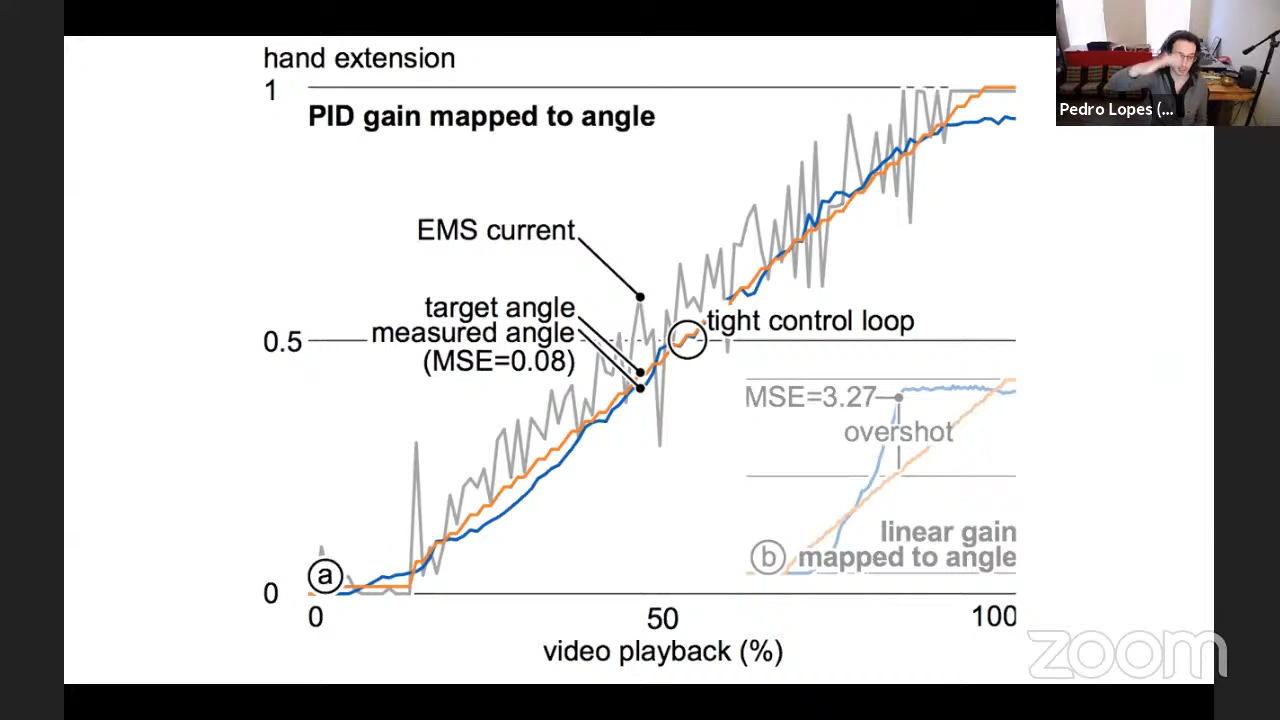 hand extension
1
PID gain mapped to angle
Pedro Lopes (...
EMS current
target angle
measured angle
(MSE=0.08)
0.5
tight control loop
MSE=3.27
overshot
linear gain
b mapped to angle
a
0
0
50
100
video playback (%)
zoom